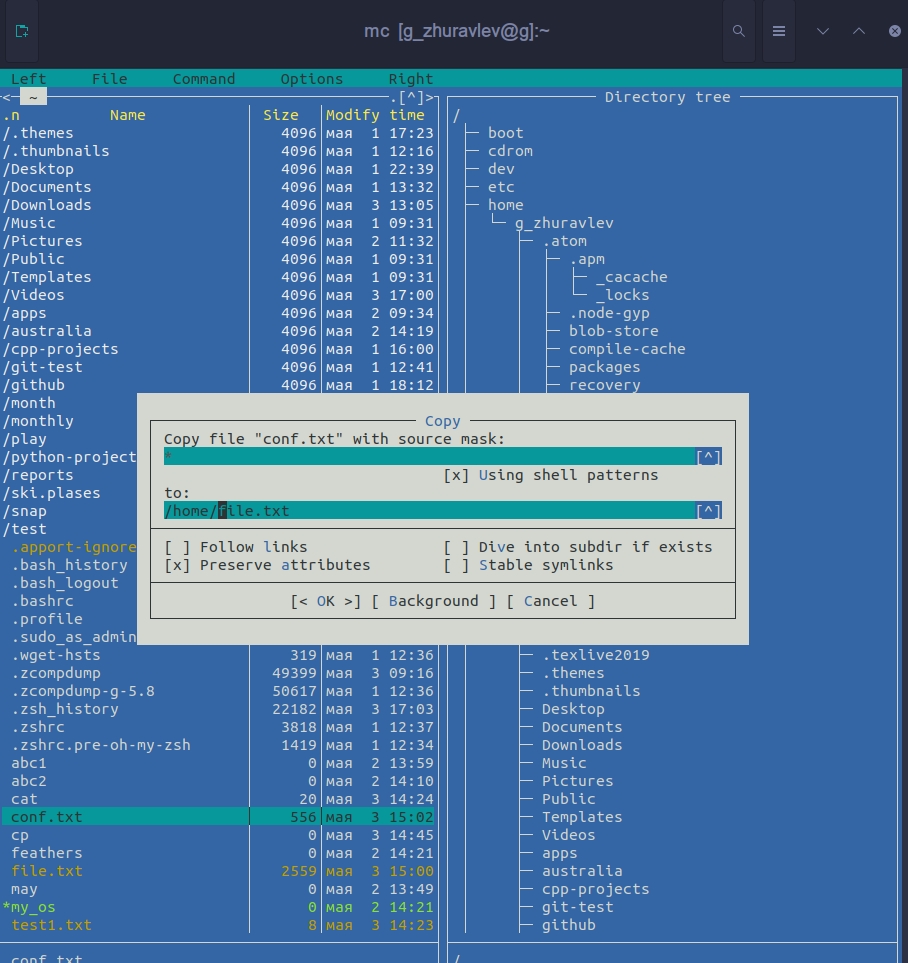 mc [g_zhuravlev@g]:~
Left File Command Options Right
<─ ~ ─.[^]>
.n Name Size Modify time
/.themes 4096 мая 1 17:23
/.thumbnails 4096 мая 1 12:16
/Desktop 4096 мая 1 22:39
/Documents 4096 мая 1 13:32
/Downloads 4096 мая 3 13:05
/Music 4096 мая 1 09:31
/Pictures 4096 мая 2 11:32
/Public 4096 мая 1 09:31
/Templates 4096 мая 1 09:31
/Videos 4096 мая 3 17:00
/apps 4096 мая 2 09:34
/australia 4096 мая 2 14:19
/cpp-projects 4096 мая 1 16:00
/git-test 4096 мая 1 12:41
/github 4096 мая 1 18:12
/month
/monthly
/play
/python-project
/reports
/ski.plases
/snap
/test
.apport-ignore
.bash_history
.bash_logout
.bashrc
.profile
.sudo_as_admin
.wget-hsts 319 мая 1 12:36
.zcompdump 49399 мая 3 09:16
.zcompdump-g-5.8 50617 мая 1 12:36
.zsh_history 22182 мая 3 17:03
.zshrc 3818 мая 1 12:37
.zshrc.pre-oh-my-zsh 1419 мая 1 12:34
abc1 0 мая 2 13:59
abc2 0 мая 2 14:10
cat 20 мая 3 14:24
conf.txt 556 мая 3 15:02
cp 0 мая 3 14:45
feathers 0 мая 2 14:21
file.txt 2559 мая 3 15:00
may 0 мая 2 13:49
*my_os 0 мая 2 14:21
test1.txt 8 мая 3 14:23
conf.txt
Directory tree
/
boot
cdrom
dev
etc
home
g_zhuravlev
.atom
.apm
_cacache
_locks
.node-gyp
blob-store
compile-cache
packages
recovery
.texlive2019
.themes
.thumbnails
Desktop
Documents
Downloads
Music
Pictures
Public
Templates
Videos
apps
australia
cpp-projects
git-test
github
/
Copy
Copy file "conf.txt" with source mask:
* [^]
[x] Using shell patterns
to:
/home/file.txt [^]
[ ] Follow links [ ] Dive into subdir if exists
[x] Preserve attributes [ ] Stable symlinks
[< OK >] [ Background ] [ Cancel ]